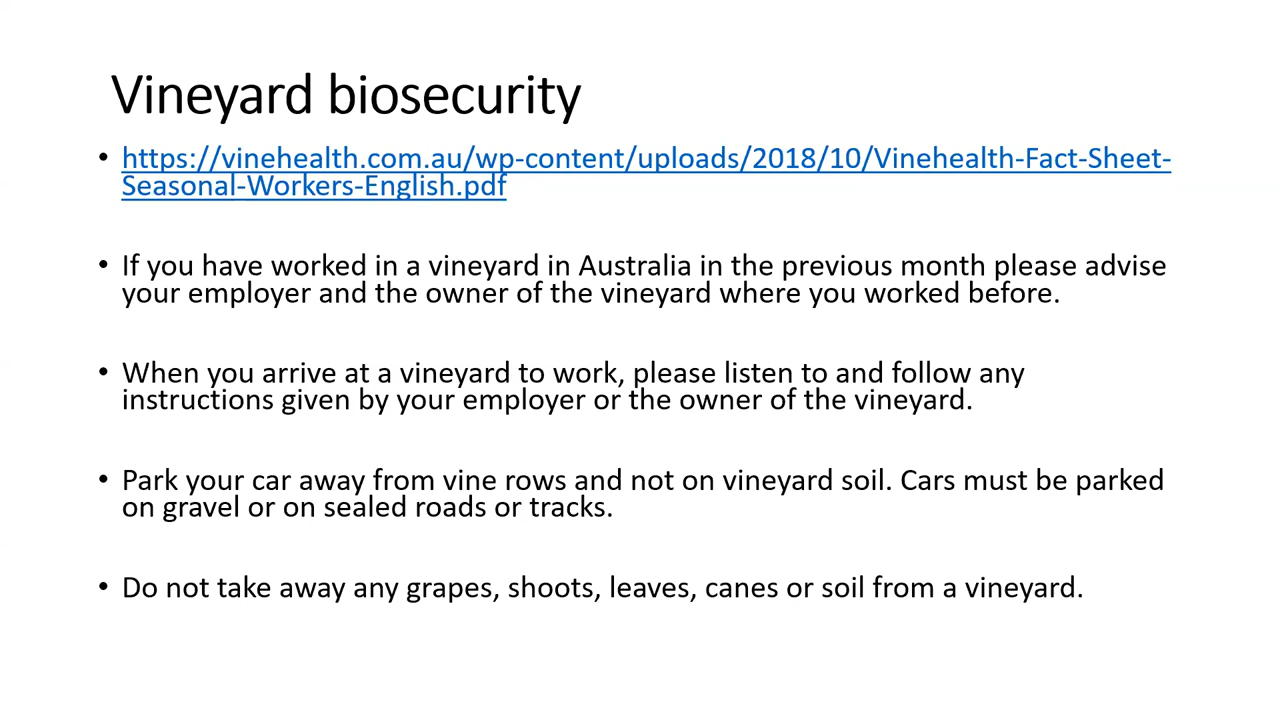 Vineyard biosecurity
• https://vinehealth.com.au/wp-content/uploads/2018/10/Vinehealth-Fact-Sheet-
Seasonal-Workers-English.pdf
• If you have worked in a vineyard in Australia in the previous month please advise
your employer and the owner of the vineyard where you worked before.
• When you arrive at a vineyard to work, please listen to and follow any
instructions given by your employer or the owner of the vineyard.
• Park your car away from vine rows and not on vineyard soil. Cars must be parked
on gravel or on sealed roads or tracks.
• Do not take away any grapes, shoots, leaves, canes or soil from a vineyard.